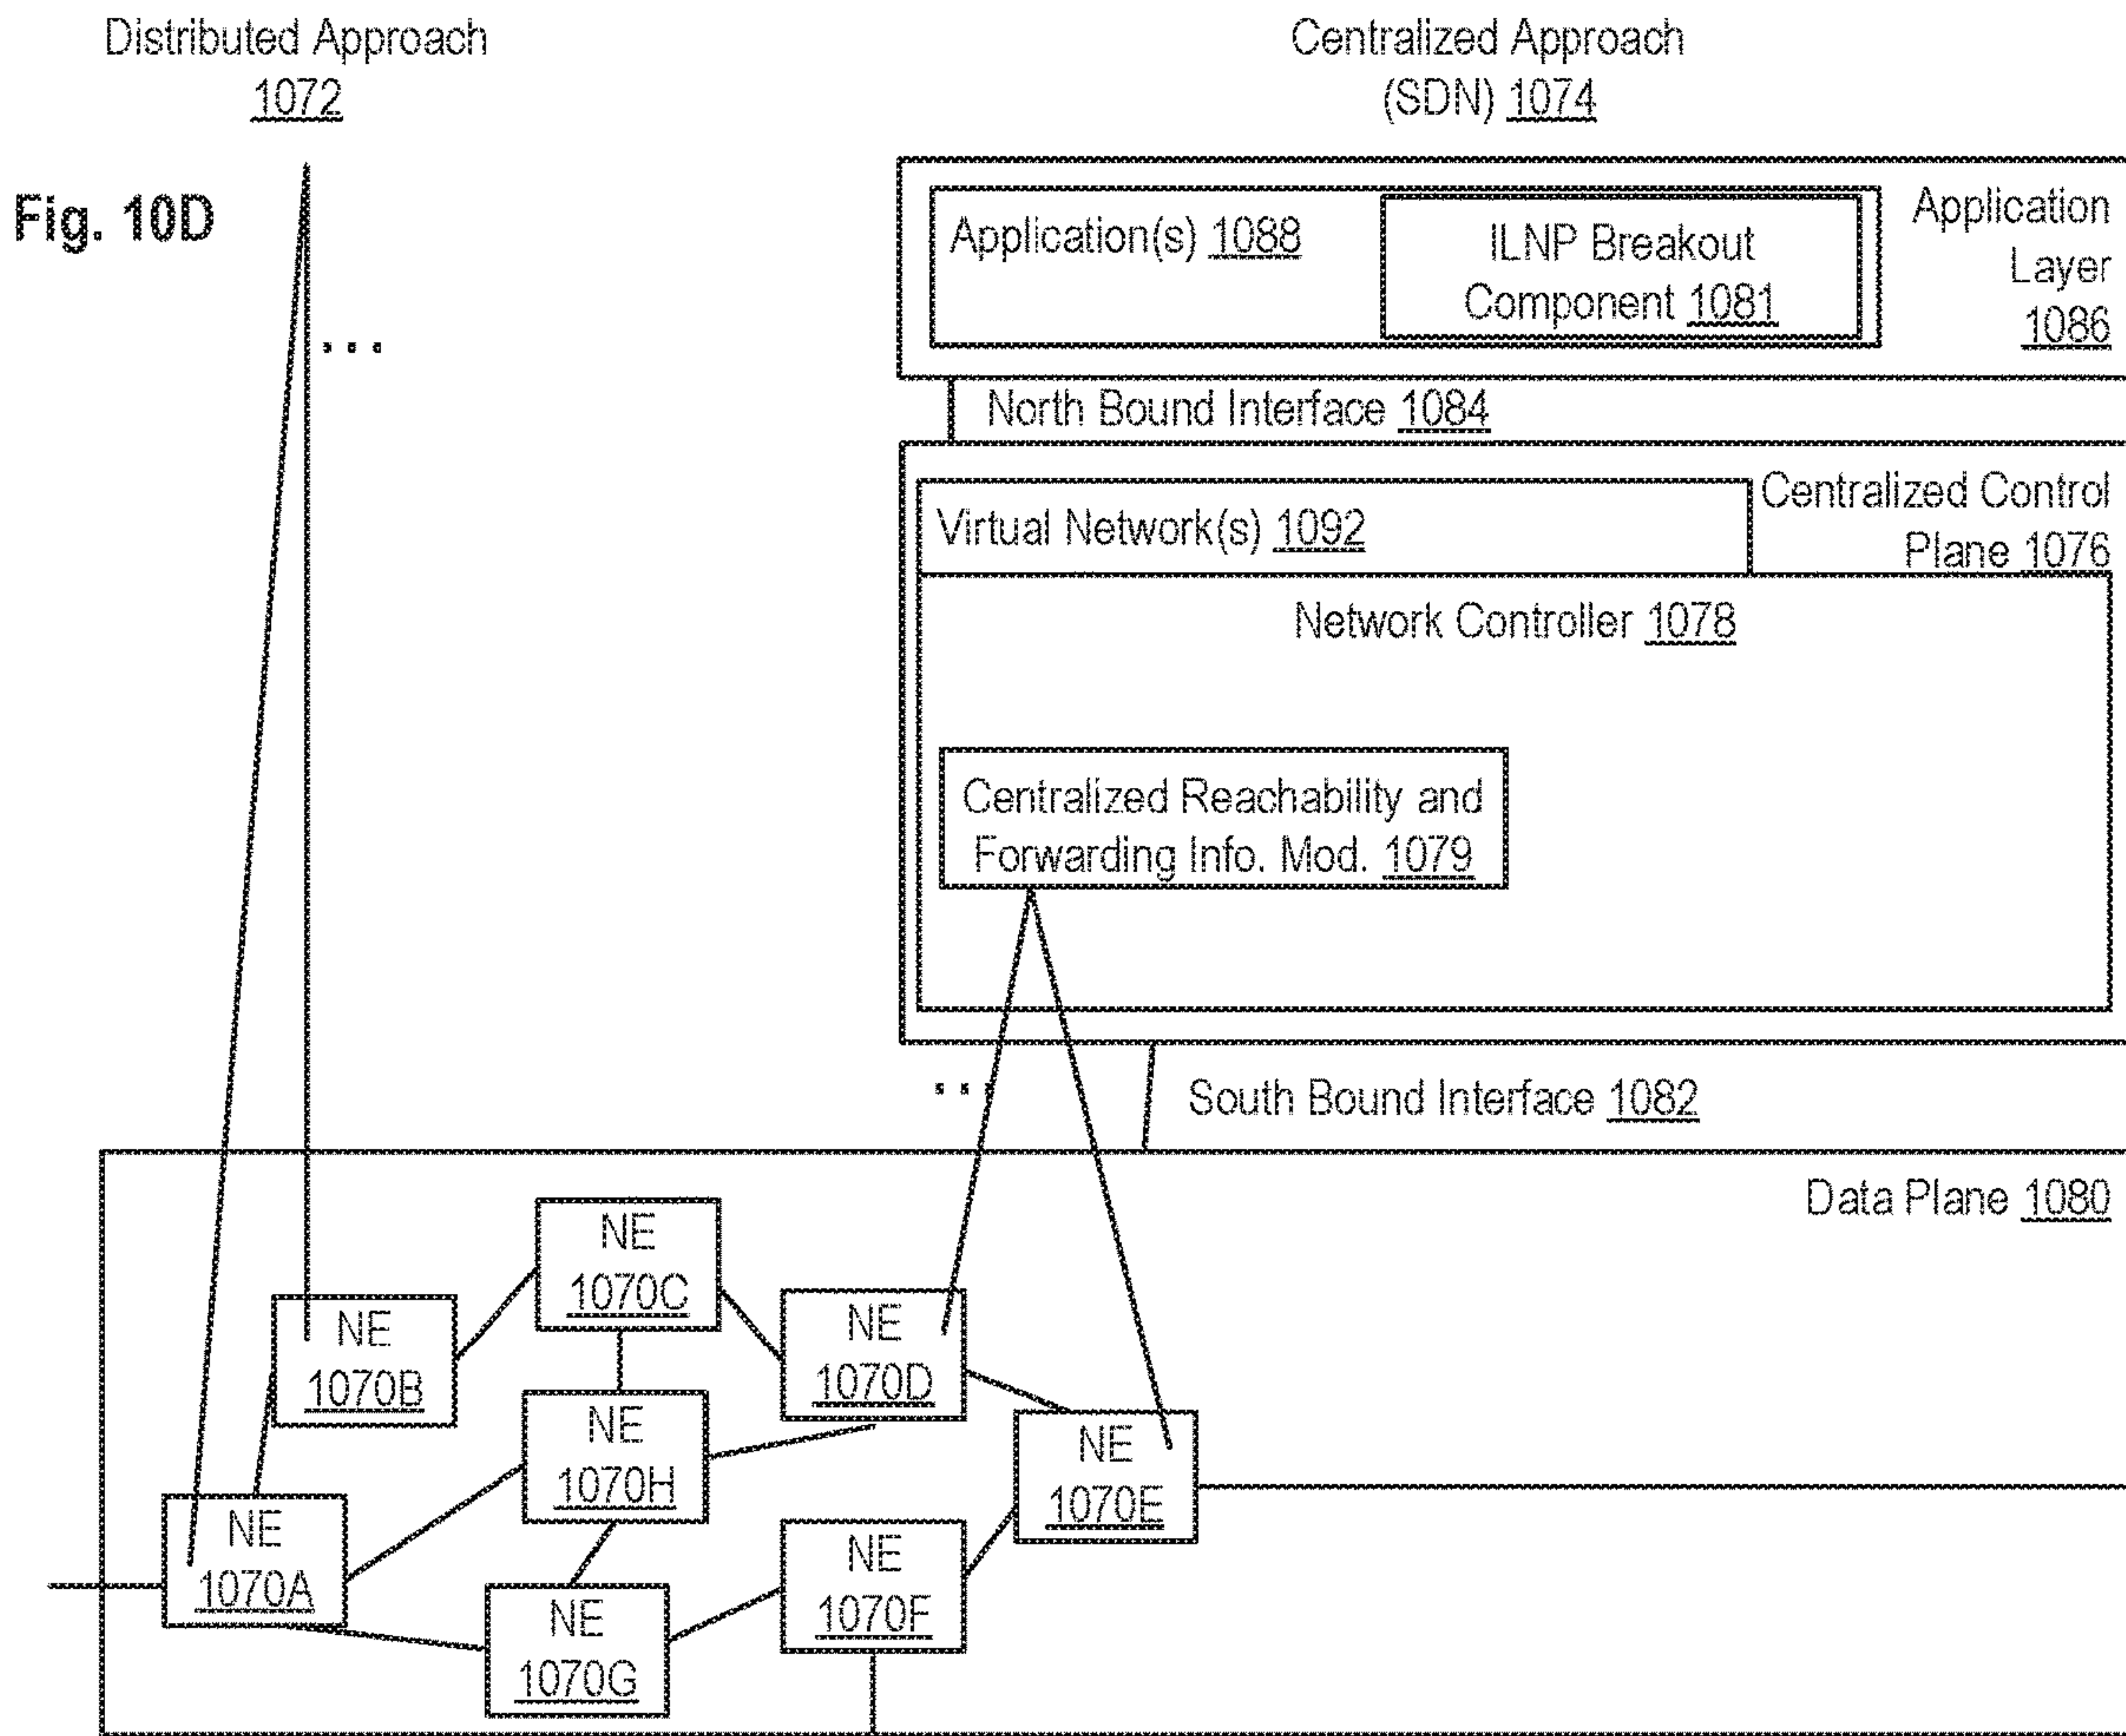 Distributed Approach
1072
Centralized Approach
(SDN) 1074
Fig. 10D
Application(s) 1088
ILNP Breakout
Component 1081
Application
Layer
1086
...
North Bound Interface 1084
Virtual Network(s) 1092
Centralized Control
Plane 1076
Network Controller 1078
Centralized Reachability and
Forwarding Info. Mod. 1079
...
South Bound Interface 1082
Data Plane 1080
NE
1070C
NE
1070B
NE
1070D
NE
1070H
NE
1070E
NE
1070A
NE
1070F
NE
1070G